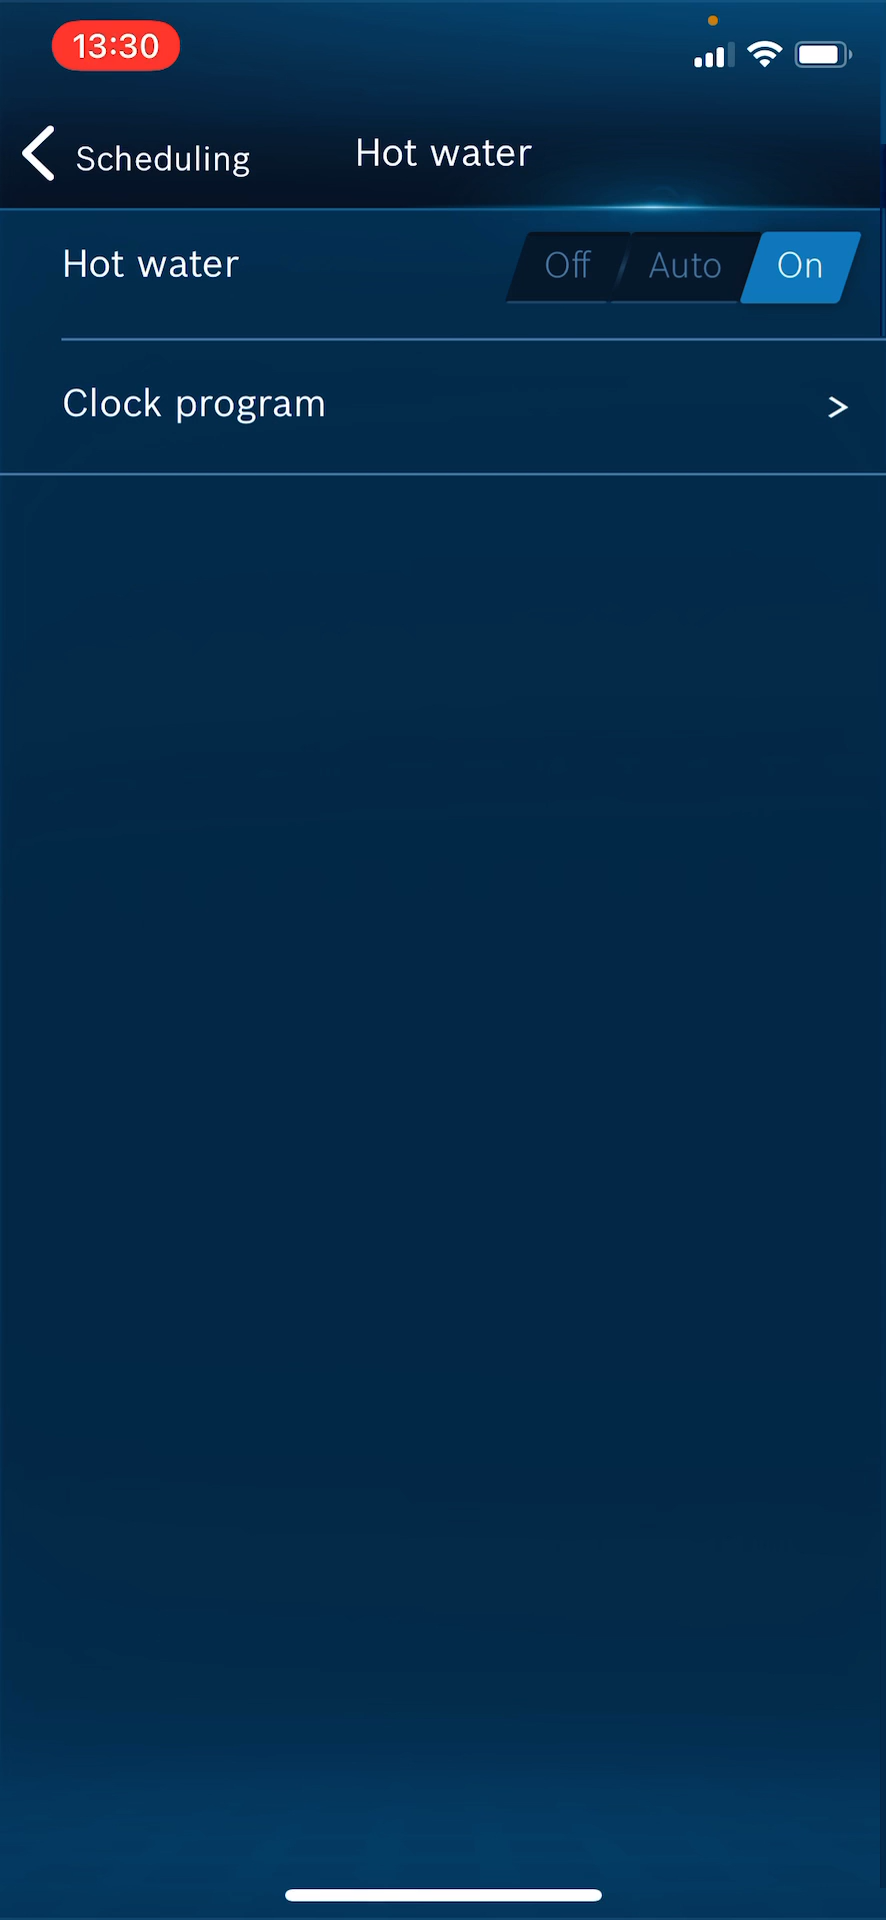 13:30
Scheduling
Hot water
Hot water
Off
Auto
On
Clock program